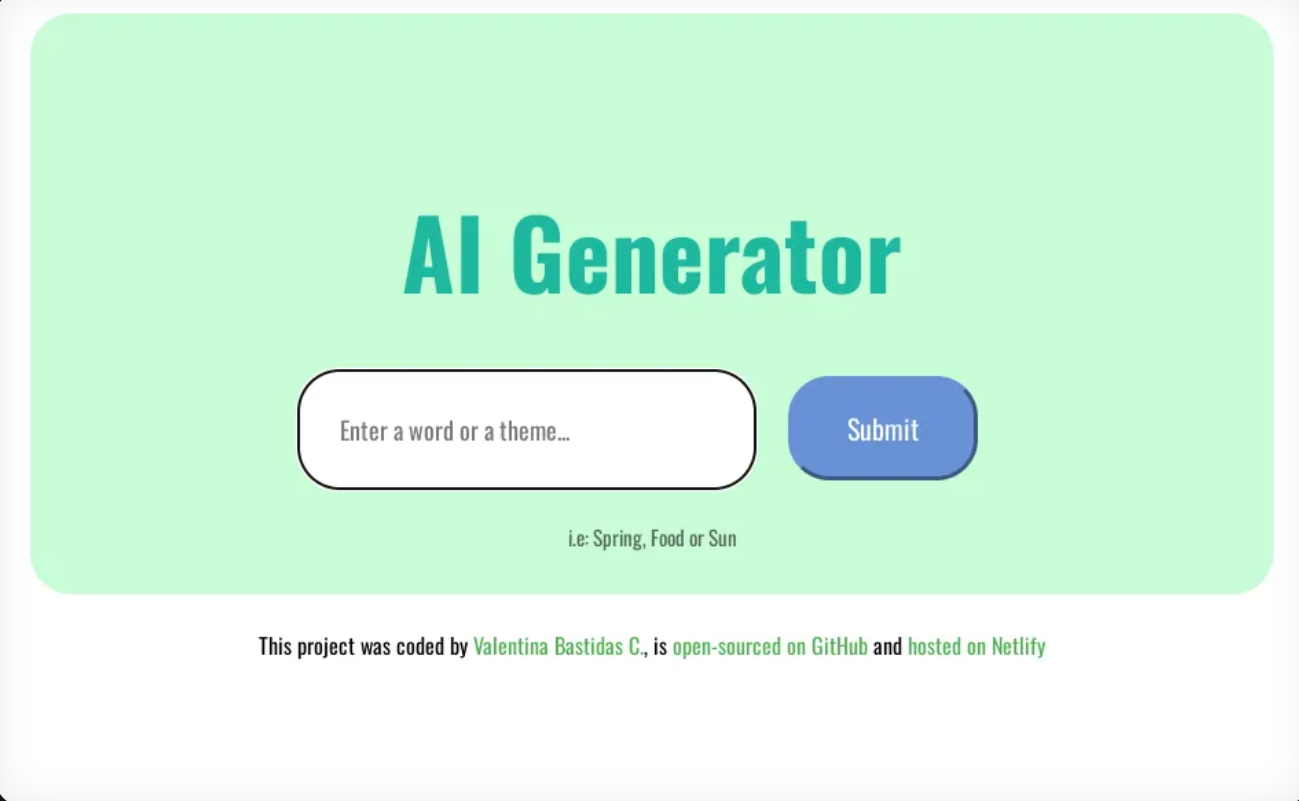 AI Generator
Enter a word or a theme...
Submit
i.e: Spring, Food or Sun
This project was coded by Valentina Bastidas C., is open-sourced on GitHub and hosted on Netlify